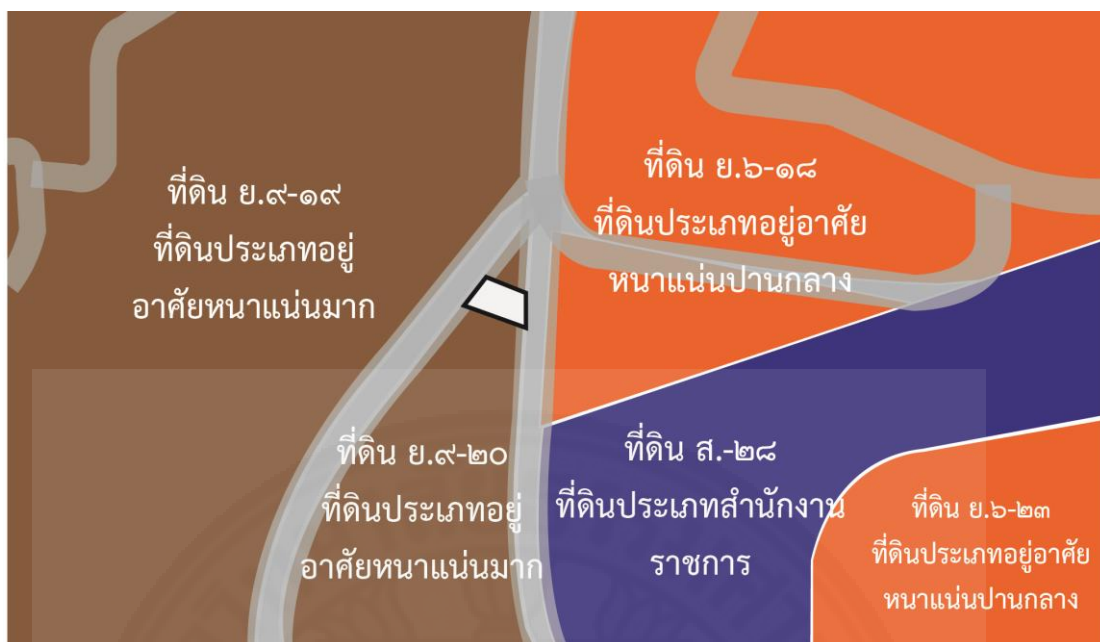 ที่ดิน ย.๙-๑๙
ที่ดินประเภทอยู่
อาศัยหนาแน่นมาก
ที่ดิน ย.๖-๑๘
ที่ดินประเภทอยู่อาศัย
หนาแน่นปานกลาง
ที่ดิน ย.๙-๒๐
ที่ดินประเภทอยู่
อาศัยหนาแน่นมาก
ที่ดิน ส.-๒๘
ที่ดินประเภทสำนักงาน
ราชการ
ที่ดิน ย.๖-๒๓
ที่ดินประเภทอยู่อาศัย
หนาแน่นปานกลาง